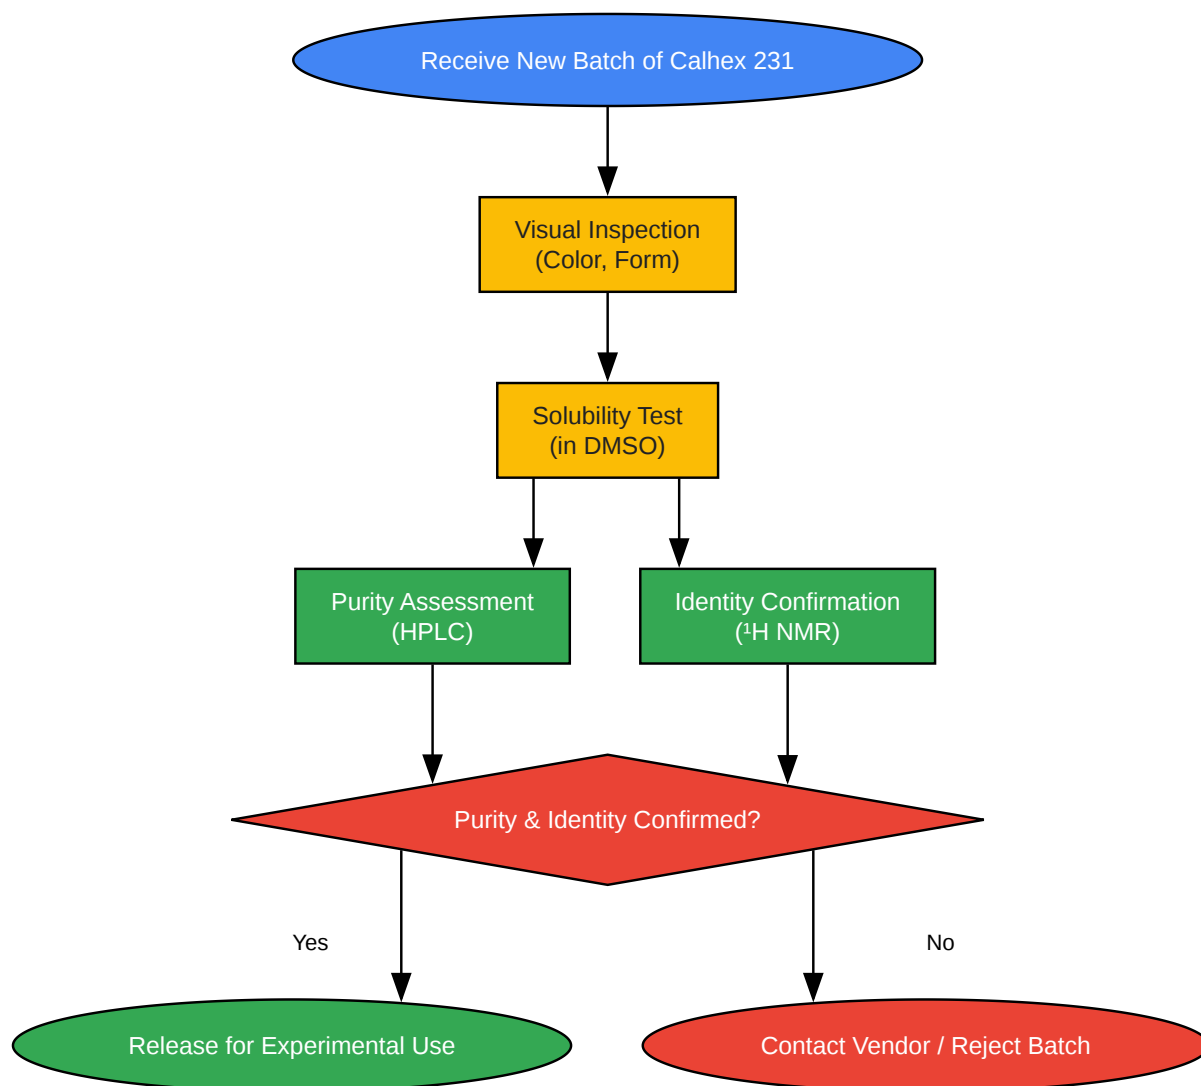 Receive New Batch of Calhex 231
Visual Inspection
(Color, Form)
Solubility Test
(in DMSO)
Purity Assessment
(HPLC)
Identity Confirmation
(¹H NMR)
Purity & Identity Confirmed?
Yes
No
Release for Experimental Use
Contact Vendor / Reject Batch